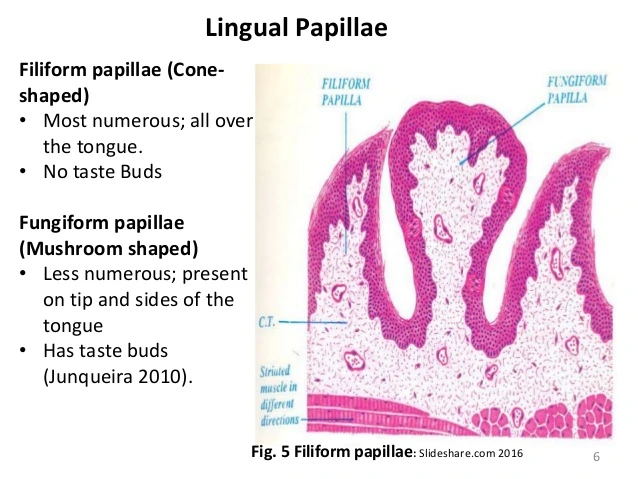 Lingual Papillae
Filiform papillae (Cone-
shaped)
• Most numerous; all over
the tongue.
• No taste Buds
Fungiform papillae
(Mushroom shaped)
• Less numerous; present
on tip and sides of the
tongue
• Has taste buds
(Junqueira 2010).
FILIFORM
PAPILLA
FUNGIFORM
PAPILLA
C.T.
Striated
muscle in
different
directions
Fig. 5 Filiform papillae: Slideshare.com 2016
6